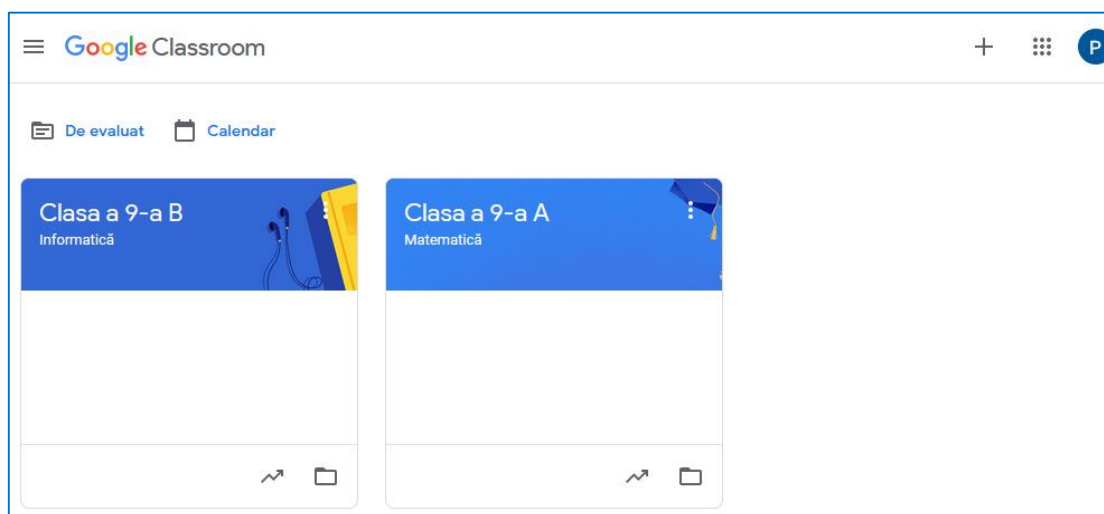 Google Classroom
P
De evaluat Calendar
Clasa a 9-a B
Informatică
Clasa a 9-a A
Matematică